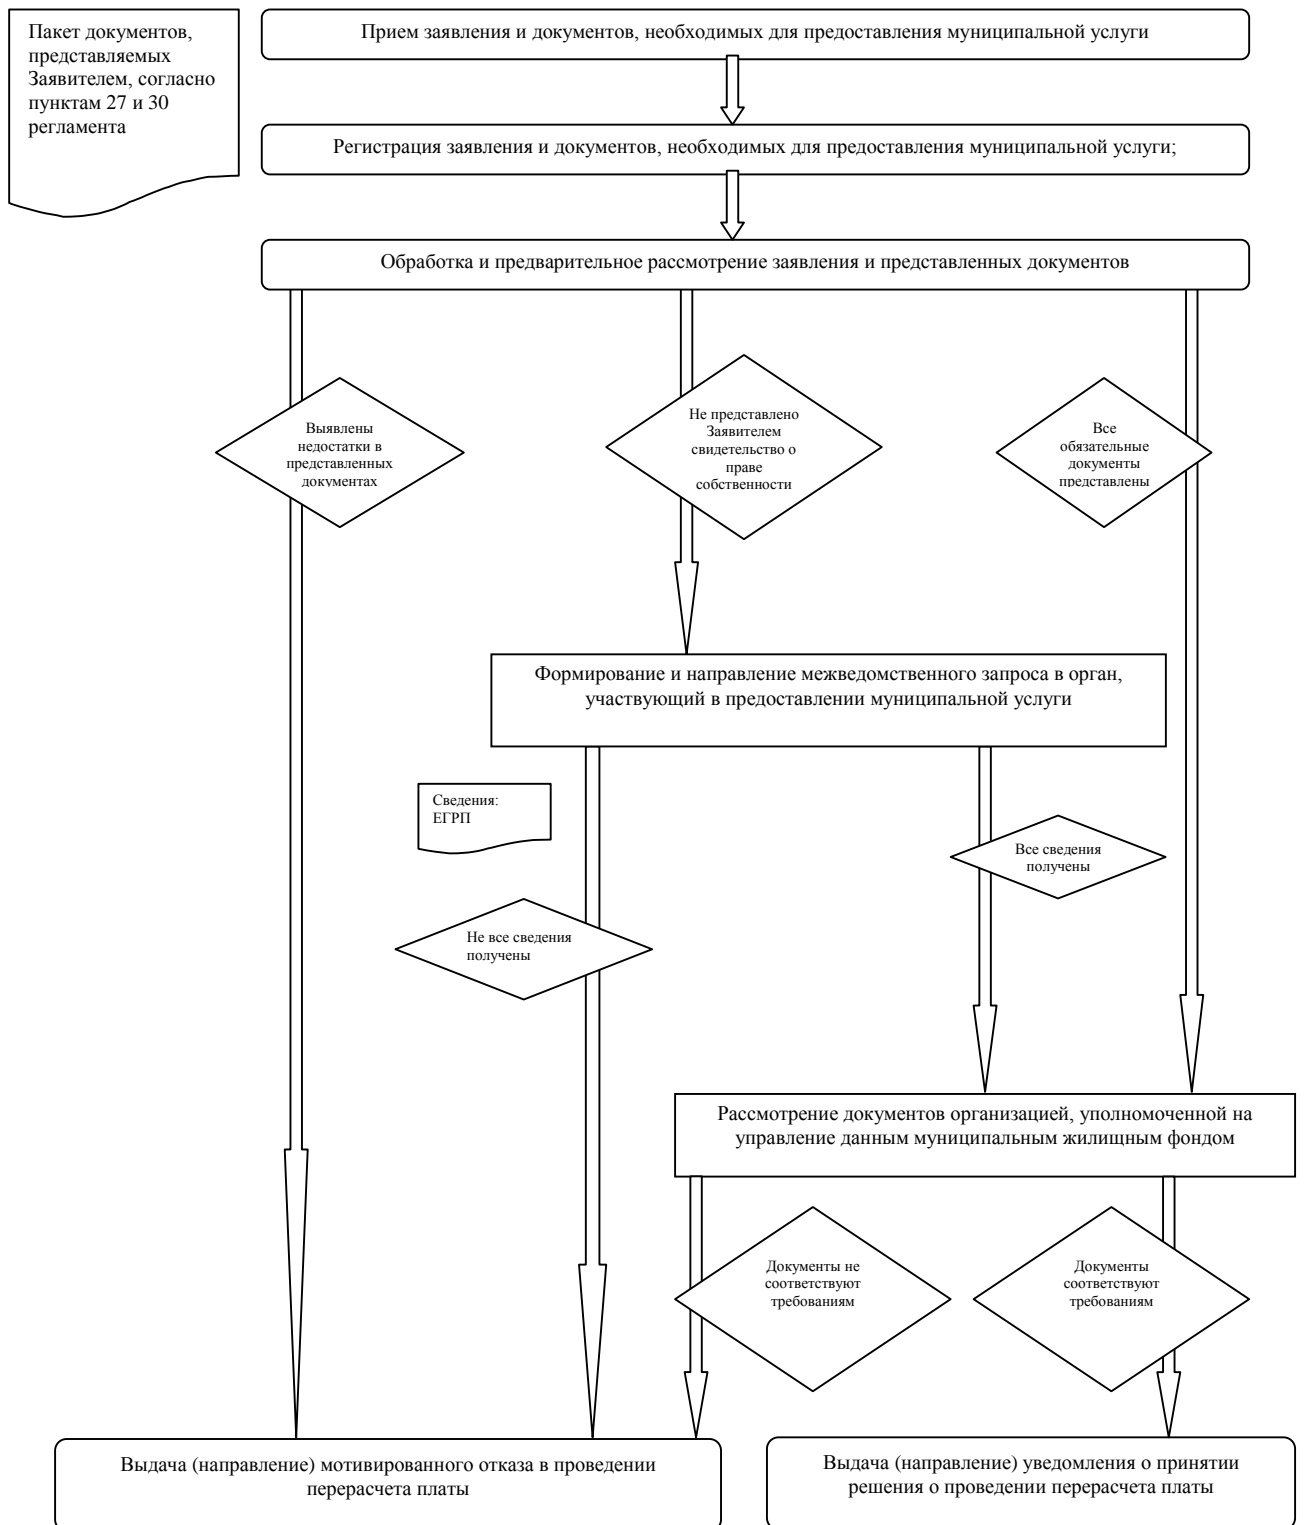 Пакет документов,
представляемых
Заявителем, согласно
пунктам 27 и 30
регламента
Прием заявления и документов, необходимых для предоставления муниципальной услуги
Регистрация заявления и документов, необходимых для предоставления муниципальной услуги;
Обработка и предварительное рассмотрение заявления и представленных документов
Выявлены
недостатки в
представленных
документах
Не представлено
Заявителем
свидетельство о
праве
собственности
Все
обязательные
документы
представлены
Формирование и направление межведомственного запроса в орган,
участвующий в предоставлении муниципальной услуги
Сведения:
ЕГРП
Все сведения
получены
Не все сведения
получены
Рассмотрение документов организацией, уполномоченной на
управление данным муниципальным жилищным фондом
Документы не
соответствуют
требованиям
Документы
соответствуют
требованиям
Выдача (направление) мотивированного отказа в проведении
перерасчета платы
Выдача (направление) уведомления о принятии
решения о проведении перерасчета платы